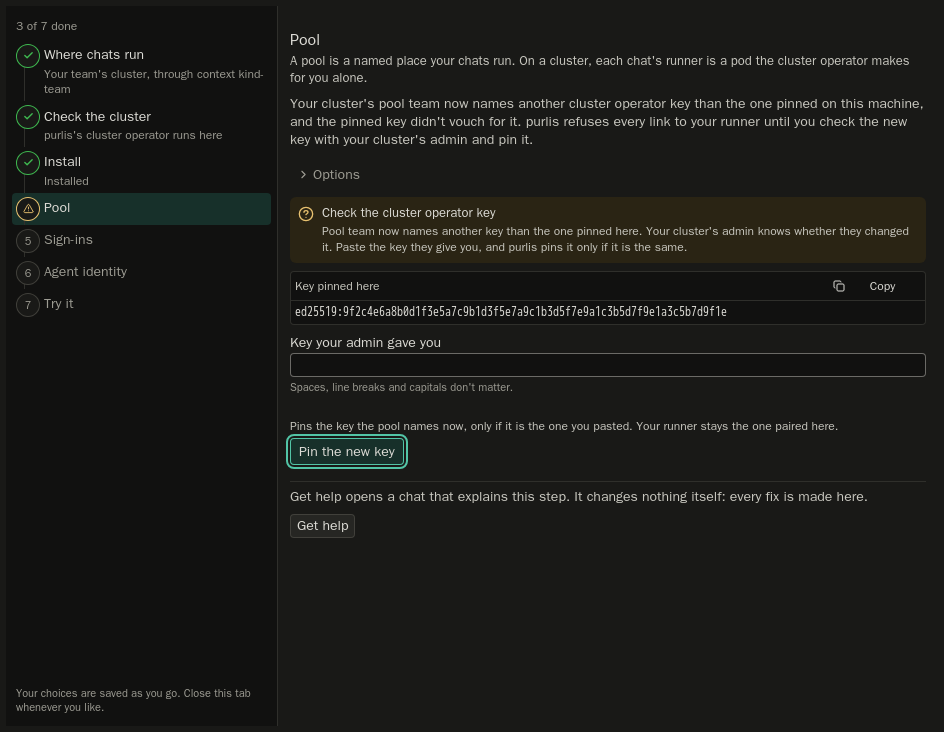 3 of 7 done
Where chats run
Your team's cluster, through context kind-
team
Check the cluster
purlis's cluster operator runs here
Install
Installed
Pool
5
Sign-ins
6
Agent identity
7
Try it
Your choices are saved as you go. Close this tab
whenever you like.
Pool
A pool is a named place your chats run. On a cluster, each chat's runner is a pod the cluster operator makes
for you alone.
Your cluster's pool team now names another cluster operator key than the one pinned on this machine,
and the pinned key didn't vouch for it. purlis refuses every link to your runner until you check the new
key with your cluster's admin and pin it.
Options
Check the cluster operator key
Pool team now names another key than the one pinned here. Your cluster's admin knows whether they changed
it. Paste the key they give you, and purlis pins it only if it is the same.
Key pinned here
Copy
ed25519:9f2c4e6a8b0d1f3e5a7c9b1d3f5e7a9c1b3d5f7e9a1c3b5d7f9e1a3c5b7d9f1e
Key your admin gave you
Spaces, line breaks and capitals don't matter.
Pins the key the pool names now, only if it is the one you pasted. Your runner stays the one paired here.
Pin the new key
Get help opens a chat that explains this step. It changes nothing itself: every fix is made here.
Get help